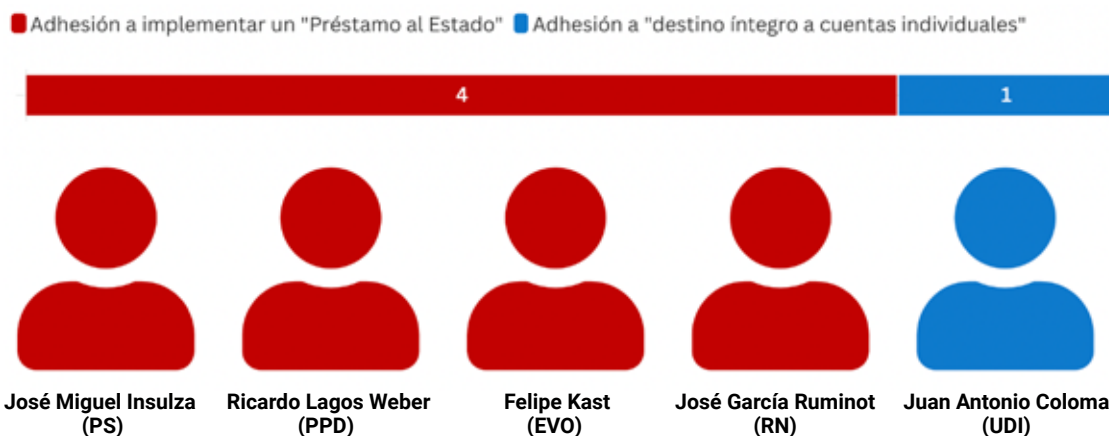 Adhesión a implementar un "Préstamo al Estado" Adhesión a "destino íntegro a cuentas individuales"
4 1
José Miguel Insulza Ricardo Lagos Weber Felipe Kast José García Ruminot Juan Antonio Coloma
(PS) (PPD) (EVO) (RN) (UDI)